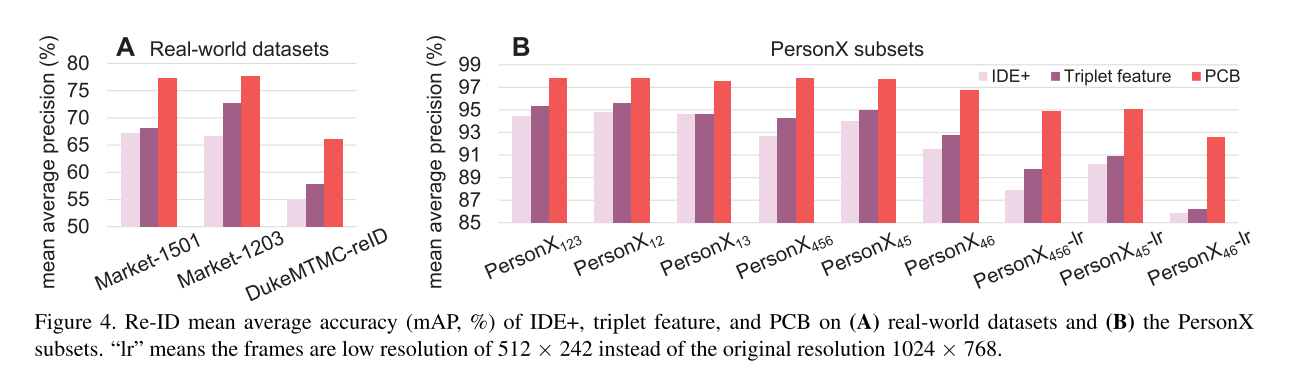 A Real-world datasets
mean average precision (%)
80
75
70
65
60
55
50
Market-1501
Market-1203
DukeMTMC-reID
B PersonX subsets
mean average precision (%)
99
97
95
93
91
89
87
85
IDE+ Triplet feature PCB
PersonX₁₂₃
PersonX₁₂
PersonX₁₃
PersonX₄₅₆
PersonX₄₅
PersonX₄₆
PersonX₄₅₆-lr
PersonX₄₅-lr
PersonX₄₆-lr
Figure 4. Re-ID mean average accuracy (mAP, %) of IDE+, triplet feature, and PCB on (A) real-world datasets and (B) the PersonX
subsets. “lr” means the frames are low resolution of 512 × 242 instead of the original resolution 1024 × 768.